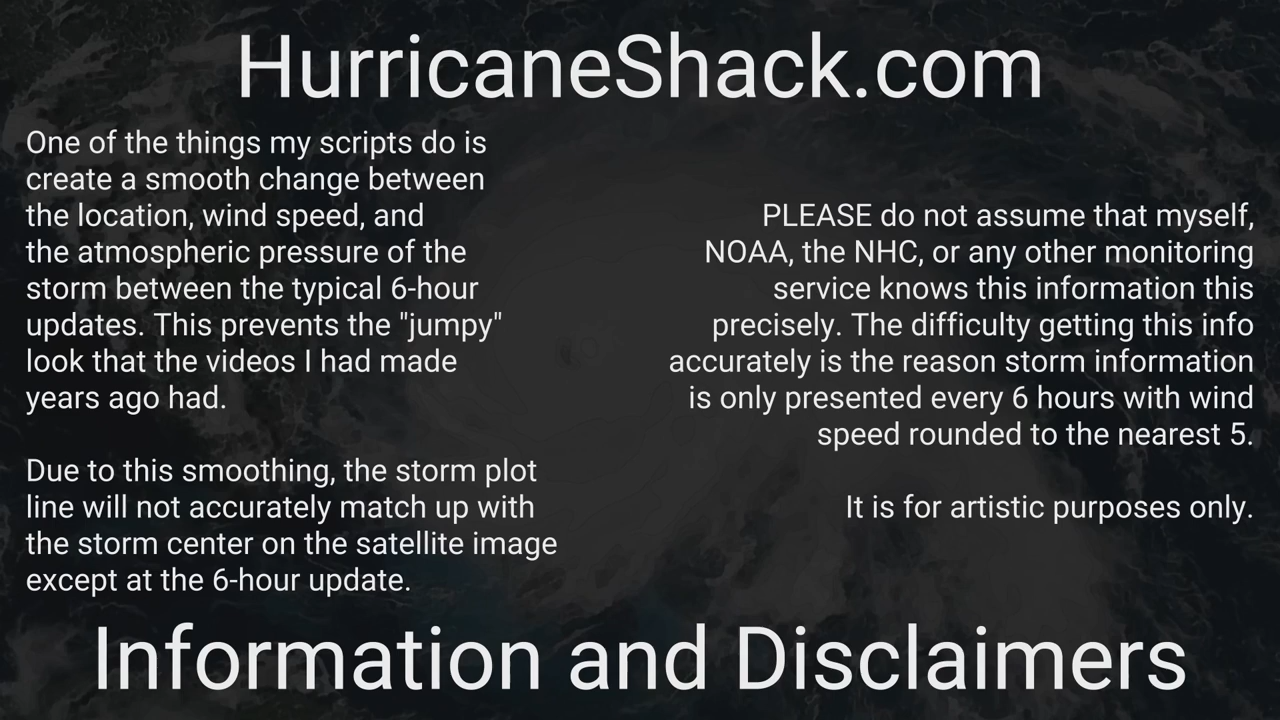 HurricaneShack.com
One of the things my scripts do is
create a smooth change between
the location, wind speed, and
the atmospheric pressure of the
storm between the typical 6-hour
updates. This prevents the "jumpy"
look that the videos I had made
years ago had.
Due to this smoothing, the storm plot
line will not accurately match up with
the storm center on the satellite image
except at the 6-hour update.
PLEASE do not assume that myself,
NOAA, the NHC, or any other monitoring
service knows this information this
precisely. The difficulty getting this info
accurately is the reason storm information
is only presented every 6 hours with wind
speed rounded to the nearest 5.
It is for artistic purposes only.
Information and Disclaimers